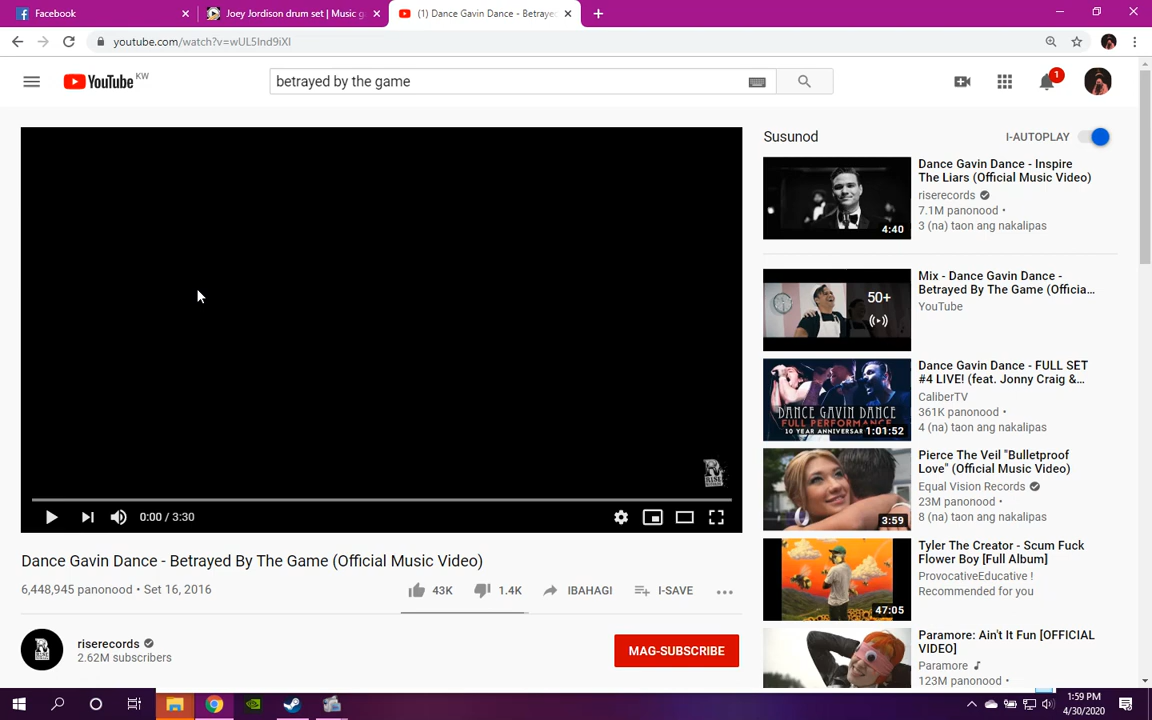 Facebook
Joey Jordison drum set | Music g
(1) Dance Gavin Dance - Betraye
youtube.com/watch?v=wUL5Ind9iXI
YouTube KW
betrayed by the game
1
Susunod
I-AUTOPLAY
Dance Gavin Dance - Inspire
The Liars (Official Music Video)
riserecords
7.1M panonood •
3 (na) taon ang nakalipas
4:40
Mix - Dance Gavin Dance -
Betrayed By The Game (Officia...
YouTube
50+
Dance Gavin Dance - FULL SET
#4 LIVE! (feat. Jonny Craig &...
CaliberTV
361K panonood •
4 (na) taon ang nakalipas
DANCE GAVIN DANCE
FULL PERFORMANCE
10 YEAR ANNIVERSAR
1:01:52
Pierce The Veil "Bulletproof
Love" (Official Music Video)
Equal Vision Records
23M panonood •
8 (na) taon ang nakalipas
3:59
Tyler The Creator - Scum Fuck
Flower Boy [Full Album]
ProvocativeEducative !
Recommended for you
47:05
Paramore: Ain't It Fun [OFFICIAL
VIDEO]
Paramore
123M panonood •
0:00 / 3:30
Dance Gavin Dance - Betrayed By The Game (Official Music Video)
6,448,945 panonood • Set 16, 2016
43K
1.4K
IBAHAGI
I-SAVE
riserecords
2.62M subscribers
MAG-SUBSCRIBE
1:59 PM
4/30/2020